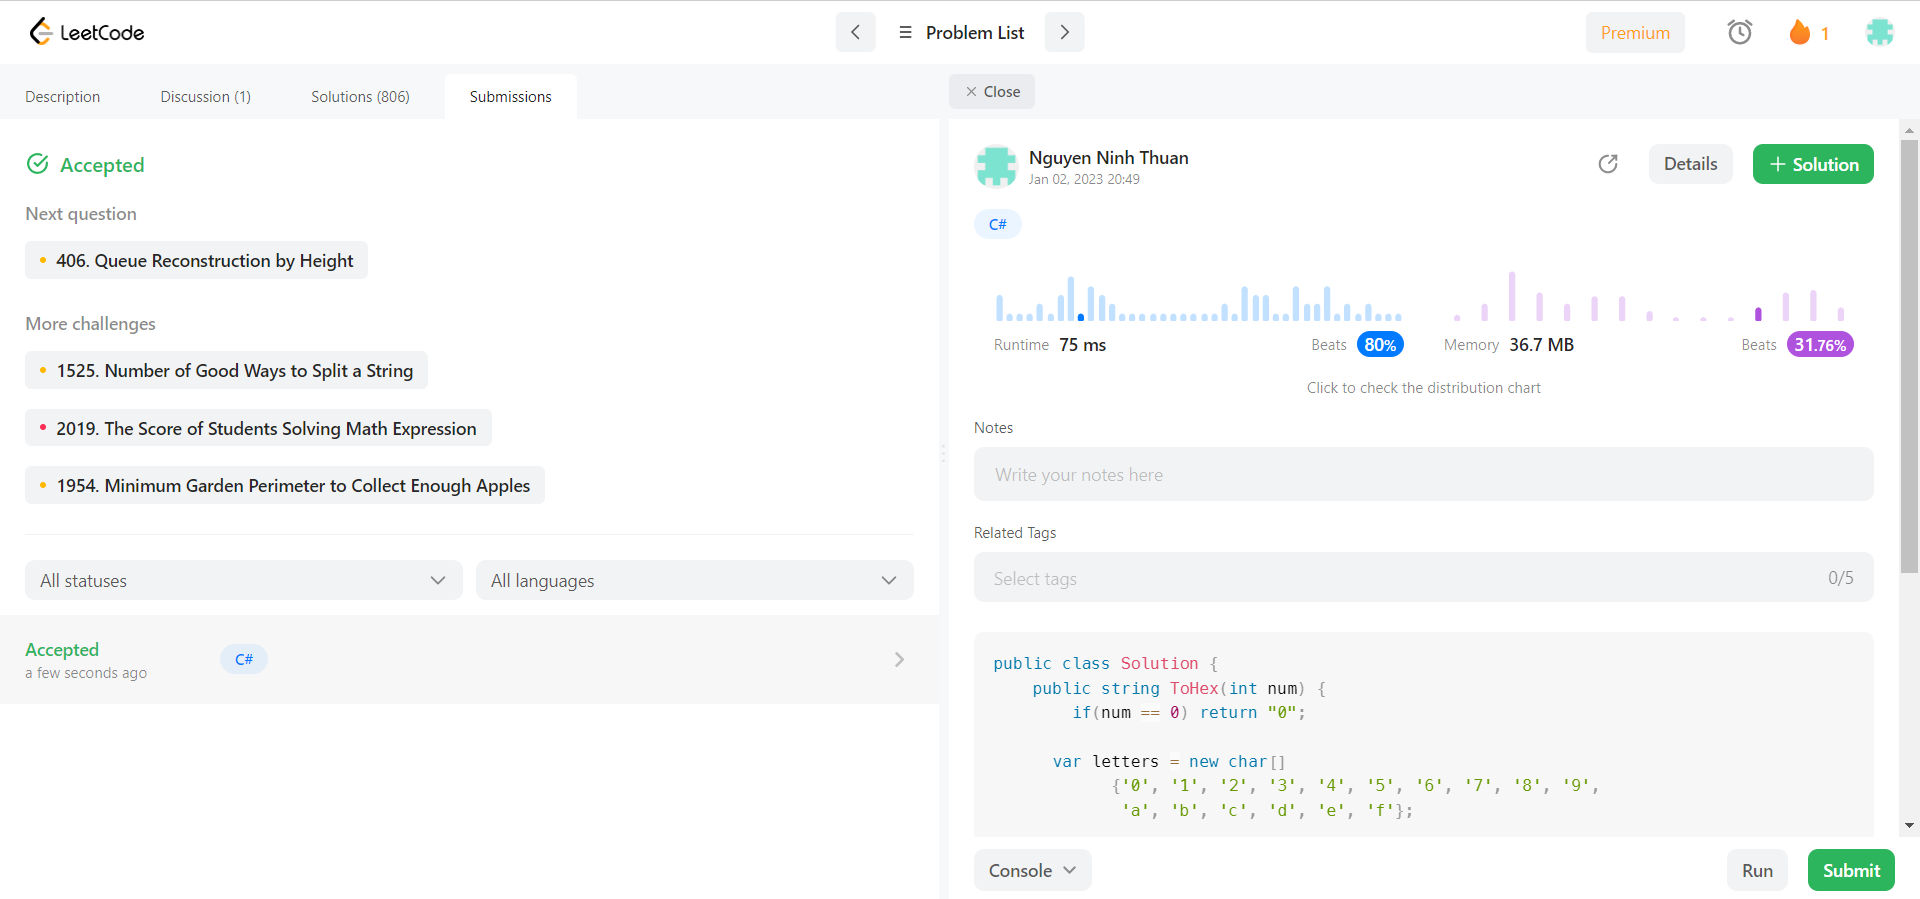 LeetCode
Problem List
Premium
1
Description
Discussion (1)
Solutions (806)
Submissions
Close
Accepted
Next question
406. Queue Reconstruction by Height
More challenges
1525. Number of Good Ways to Split a String
2019. The Score of Students Solving Math Expression
1954. Minimum Garden Perimeter to Collect Enough Apples
All statuses
All languages
Accepted
a few seconds ago
C#
Nguyen Ninh Thuan
Jan 02, 2023 20:49
Details
+ Solution
C#
Runtime 75 ms
Beats 80%
Memory 36.7 MB
Beats 31.76%
Click to check the distribution chart
Notes
Write your notes here
Related Tags
Select tags
0/5
public class Solution {
public string ToHex(int num) {
if(num == 0) return "0";
var letters = new char[]
{'0', '1', '2', '3', '4', '5', '6', '7', '8', '9',
'a', 'b', 'c', 'd', 'e', 'f'};
Console
Run
Submit